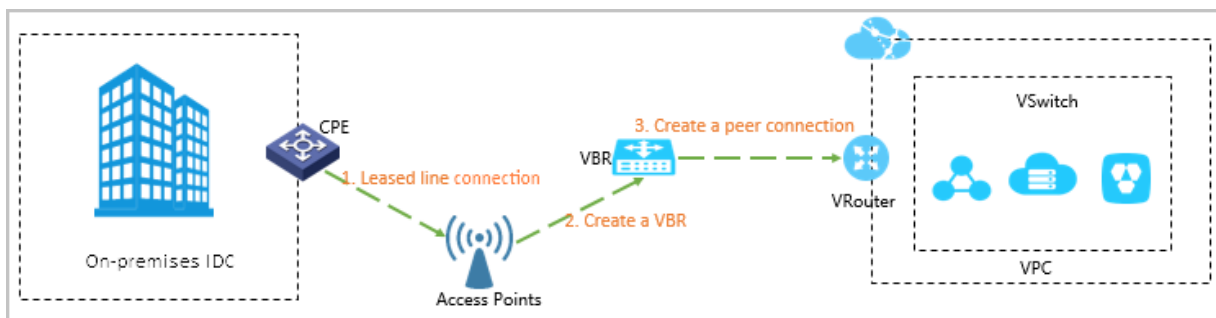 CPE
On-premises IDC
1. Leased line connection
Access Points
2. Create a VBR
VBR
3. Create a peer connection
VRouter
VSwitch
VPC